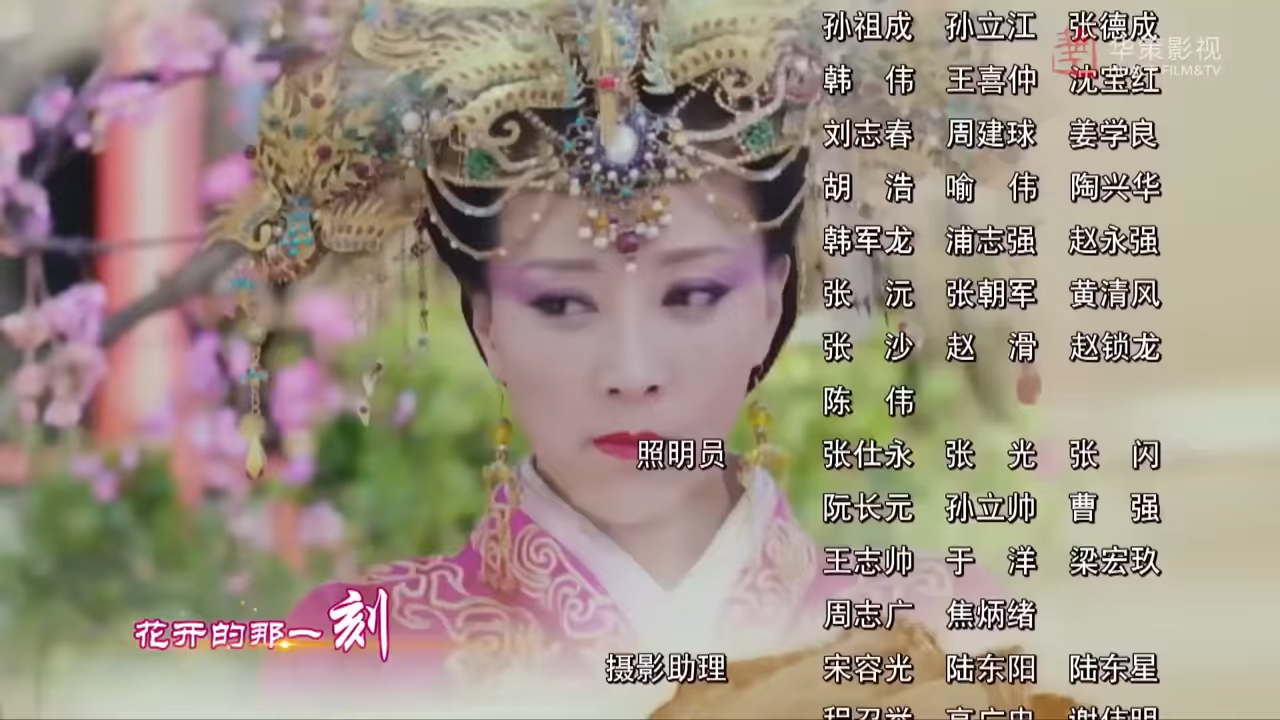 孙祖成 孙立江 张德成
华策影视
FILM&TV
韩 伟 王喜仲 沈宝红
刘志春 周建球 姜学良
胡 浩 喻 伟 陶兴华
韩军龙 浦志强 赵永强
张 沅 张朝军 黄清风
张 沙 赵 滑 赵锁龙
陈 伟
照明员 张仕永 张 光 张 闪
阮长元 孙立帅 曹 强
王志帅 于 洋 梁宏玖
周志广 焦炳绪
花开的那一刻
摄影助理 宋容光 陆东阳 陆东星